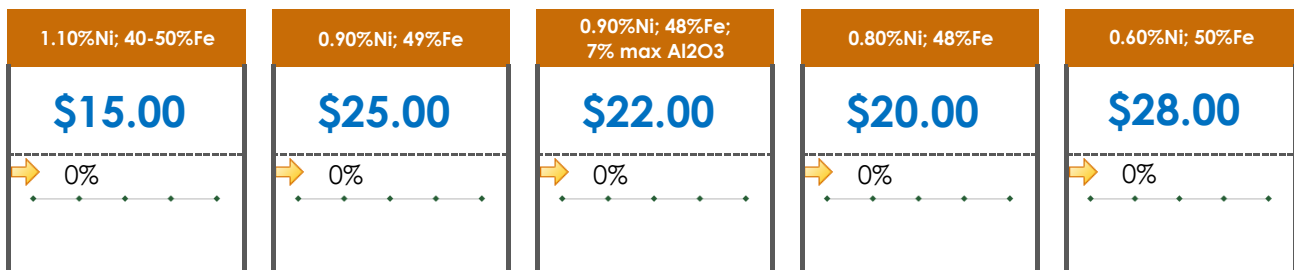 1.10%Ni; 40-50%Fe
$15.00
0%
0.90%Ni; 49%Fe
$25.00
0%
0.90%Ni; 48%Fe;
7% max Al2O3
$22.00
0%
0.80%Ni; 48%Fe
$20.00
0%
0.60%Ni; 50%Fe
$28.00
0%